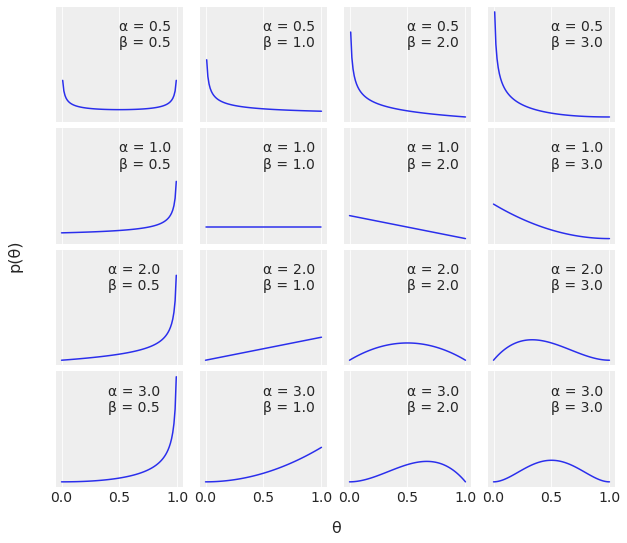 α = 0.5
β = 0.5
α = 0.5
β = 1.0
α = 0.5
β = 2.0
α = 0.5
β = 3.0
α = 1.0
β = 0.5
α = 1.0
β = 1.0
α = 1.0
β = 2.0
α = 1.0
β = 3.0
p(θ)
α = 2.0
β = 0.5
α = 2.0
β = 1.0
α = 2.0
β = 2.0
α = 2.0
β = 3.0
α = 3.0
β = 0.5
α = 3.0
β = 1.0
α = 3.0
β = 2.0
α = 3.0
β = 3.0
0.0 0.5 1.0 0.0 0.5 1.0 0.0 0.5 1.0 0.0 0.5 1.0
θ